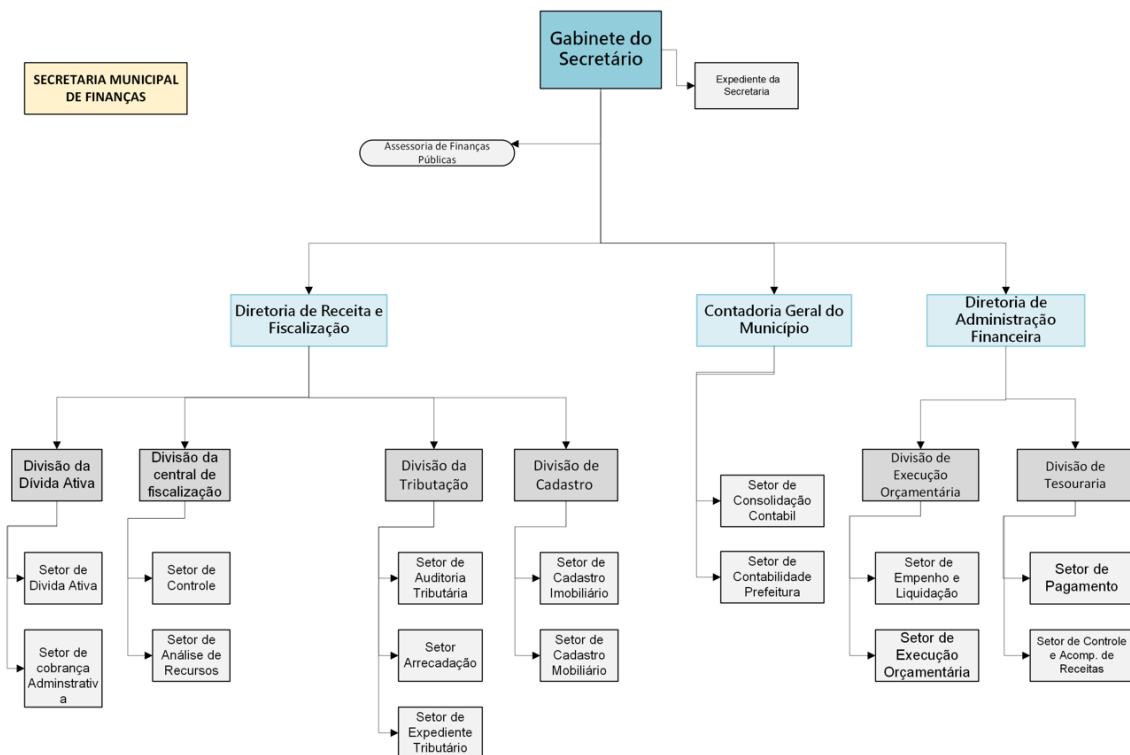 Gabinete do
Secretário
SECRETARIA MUNICIPAL
DE FINANÇAS
Expediente da
Secretaria
Assessoria de Finanças
Públicas
Diretoria de Receita e
Fiscalização
Contadoria Geral do
Município
Diretoria de
Administração
Financeira
Divisão da
Dívida Ativa
Divisão da
central de
fiscalização
Divisão da
Tributação
Divisão de
Cadastro
Divisão de
Execução
Orçamentária
Divisão de
Tesouraria
Setor de
Consolidação
Contabil
Setor de
Divida Ativa
Setor de
Controle
Setor de
Auditoria
Tributária
Setor de
Cadastro
Imobiliário
Setor de
Contabilidade
Prefeitura
Setor de
Empenho e
Liquidação
Setor de
Pagamento
Setor de
cobrança
Adminstrativ
a
Setor de
Análise de
Recursos
Setor
Arrecadação
Setor de
Cadastro
Mobiliário
Setor de
Execução
Orçamentária
Setor de Controle
e Acomp. de
Receitas
Setor de
Expediente
Tributário